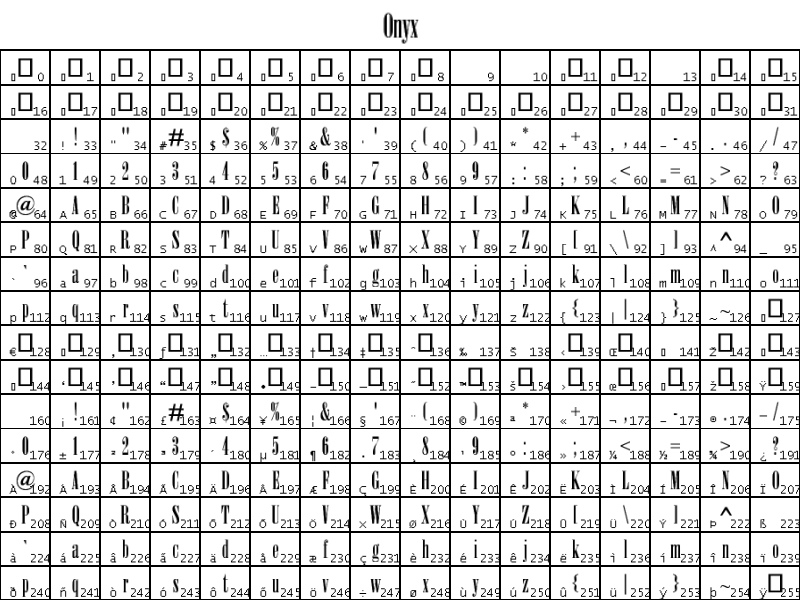 Onyx
0 1 2 3 4 5 6 7 8 9 10 11 12 13 14 15
16 17 18 19 20 21 22 23 24 25 26 27 28 29 30 31
32 ! ! 33 " " 34 # # 35 $ $ 36 % % 37 & & 38 ' ' 39 ( ( 40 ) ) 41 * * 42 + + 43 , , 44 - - 45 . . 46 / / 47
0 0 48 1 1 49 2 2 50 3 3 51 4 4 52 5 5 53 6 6 54 7 7 55 8 8 56 9 9 57 : : 58 ; ; 59 < < 60 = = 61 > > 62 ? ? 63
@ @ 64 A A 65 B B 66 C C 67 D D 68 E E 69 F F 70 G G 71 H H 72 I I 73 J J 74 K K 75 L L 76 M M 77 N N 78 O O 79
P P 80 Q Q 81 R R 82 S S 83 T T 84 U U 85 V V 86 W W 87 X X 88 Y Y 89 Z Z 90 [ [ 91 \ \ 92 ] ] 93 ^ ^ 94 _ 95
` ` 96 a a 97 b b 98 c c 99 d d 100 e e 101 f f 102 g g 103 h h 104 i i 105 j j 106 k k 107 l l 108 m m 109 n n 110 o o 111
p p 112 q q 113 r r 114 s s 115 t t 116 u u 117 v v 118 w w 119 x x 120 y y 121 z z 122 { { 123 | | 124 } } 125 ~ ~ 126 127
€ 128 129 ‚ 130 ƒ 131 „ 132 … 133 † 134 ‡ 135 ˆ 136 ‰ 137 Š 138 ‹ 139 Œ 140 141 Ž 142 143
144 ‘ 145 ’ 146 “ 147 ” 148 • 149 – 150 — 151 ˜ 152 ™ 153 š 154 › 155 œ 156 157 ž 158 Ÿ 159
160 ¡ ! 161 ¢ " 162 £ # 163 ¤ $ 164 ¥ % 165 ¦ & 166 § ' 167 ¨ ( 168 © ) 169 ª * 170 « + 171 ¬ , 172 - 173 ® . 174 ¯ / 175
° 0 176 ± 1 177 ² 2 178 ³ 3 179 ´ 4 180 µ 5 181 ¶ 6 182 · 7 183 ¸ 8 184 ¹ 9 185 º : 186 » ; 187 ¼ < 188 ½ = 189 ¾ > 190 ¿ ? 191
À @ 192 Á A 193 Â B 194 Ã C 195 Ä D 196 Å E 197 Æ F 198 Ç G 199 È H 200 É I 201 Ê J 202 Ë K 203 Ì L 204 Í M 205 Î N 206 Ï O 207
Ð P 208 Ñ Q 209 Ò R 210 Ó S 211 Ô T 212 Õ U 213 Ö V 214 × W 215 Ø X 216 Ù Y 217 Ú Z 218 Û [ 219 Ü \ 220 Ý ] 221 Þ ^ 222 ß 223
à ` 224 á a 225 â b 226 ã c 227 ä d 228 å e 229 æ f 230 ç g 231 è h 232 é i 233 ê j 234 ë k 235 ì l 236 í m 237 î n 238 ï o 239
ð p 240 ñ q 241 ò r 242 ó s 243 ô t 244 õ u 245 ö v 246 ÷ w 247 ø x 248 ù y 249 ú z 250 û { 251 ü | 252 ý } 253 þ ~ 254 ÿ 255